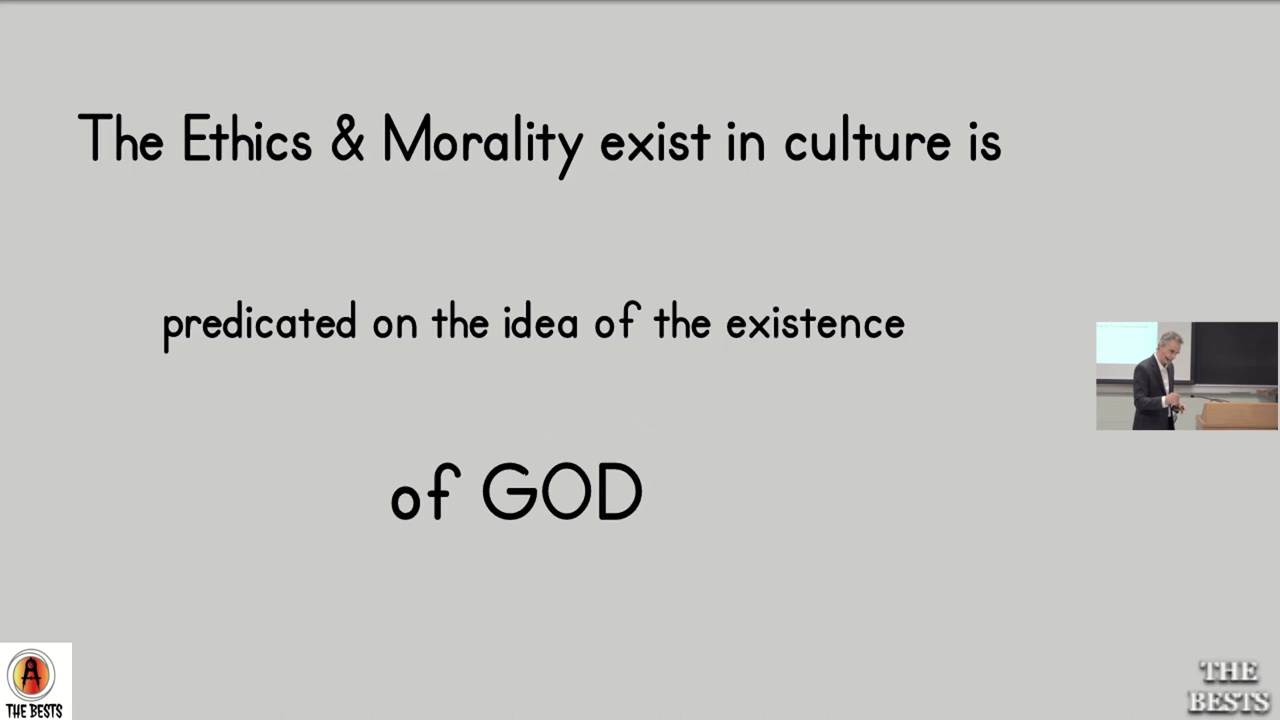 The Ethics & Morality exist in culture is
predicated on the idea of the existence
of GOD
THE BESTS
THE
BESTS